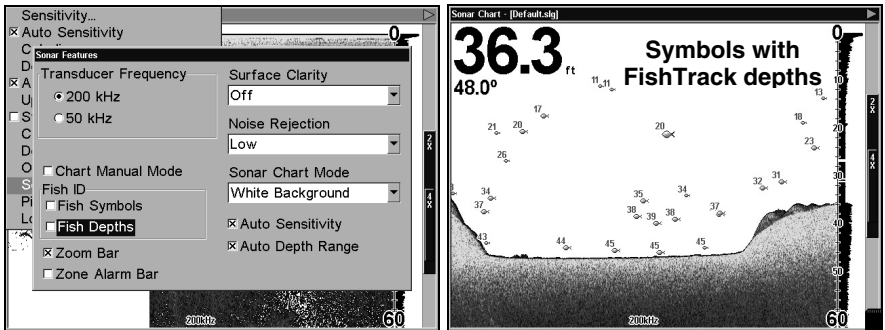 Sensitivity...
Auto Sensitivity
Sonar Features
Transducer Frequency
200 kHz
50 kHz
Chart Manual Mode
Fish ID
Fish Symbols
Fish Depths
Zoom Bar
Zone Alarm Bar
Surface Clarity
Off
Noise Rejection
Low
Sonar Chart Mode
White Background
Auto Sensitivity
Auto Depth Range
0
2X
4X
200kHz
60
Sonar Chart - [Default.slg]
36.3 ft
48.0º
Symbols with
FishTrack depths
0
11 11
13
17
18
21 20
20
20
23
26
30
31
32
34
35 34
37
38 39 38
37
40
43
44
45
45
45
50
200kHz
60
2X
4X